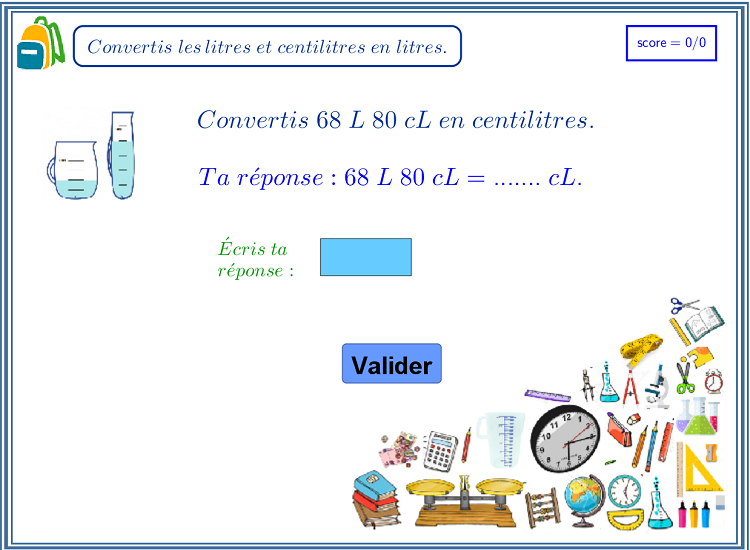 Convertis les litres et centilitres en litres.
score = 0/0
Convertis 68 L 80 cL en centilitres.
Ta réponse : 68 L 80 cL = ....... cL.
Écris ta
réponse :
Valider